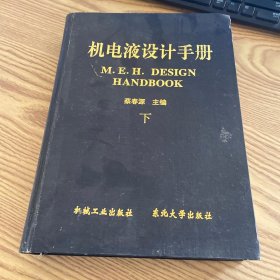 机电液设计手册
M.E.H. DESIGN
HANDBOOK
蔡春源 主编
下
机械工业出版社 东北大学出版社